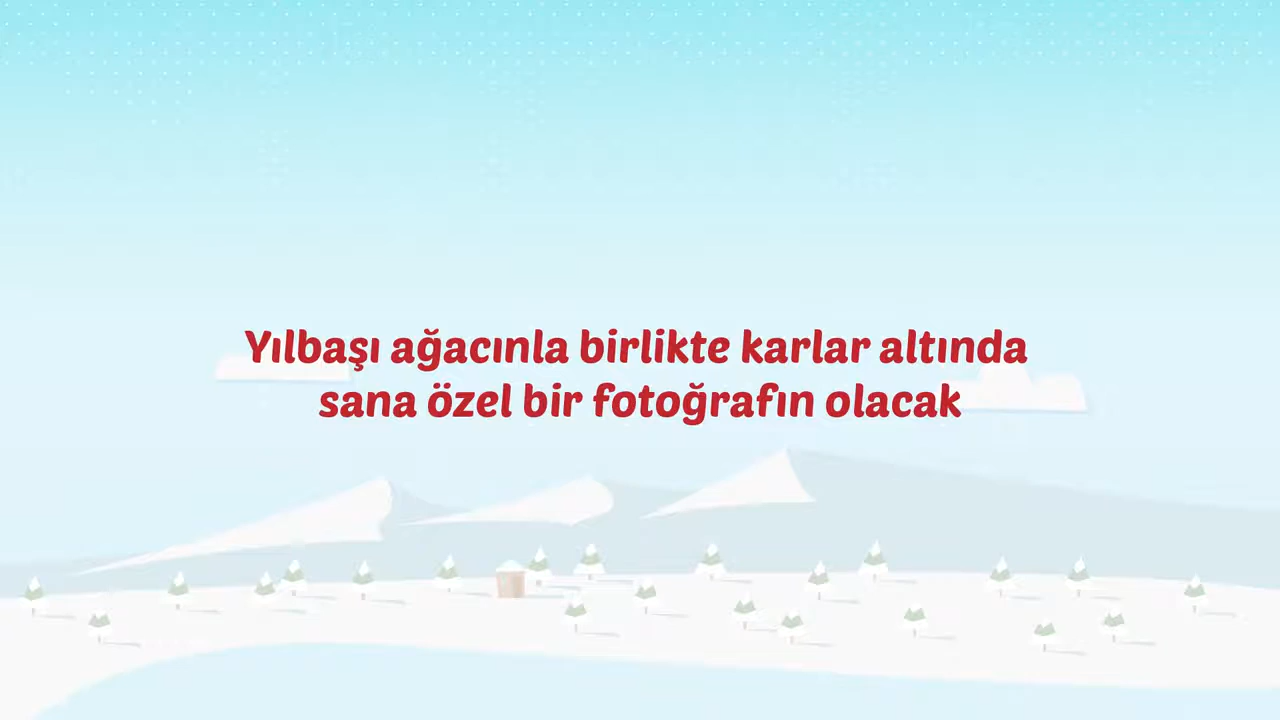 Yılbaşı ağacınla birlikte karlar altında
sana özel bir fotoğrafın olacak